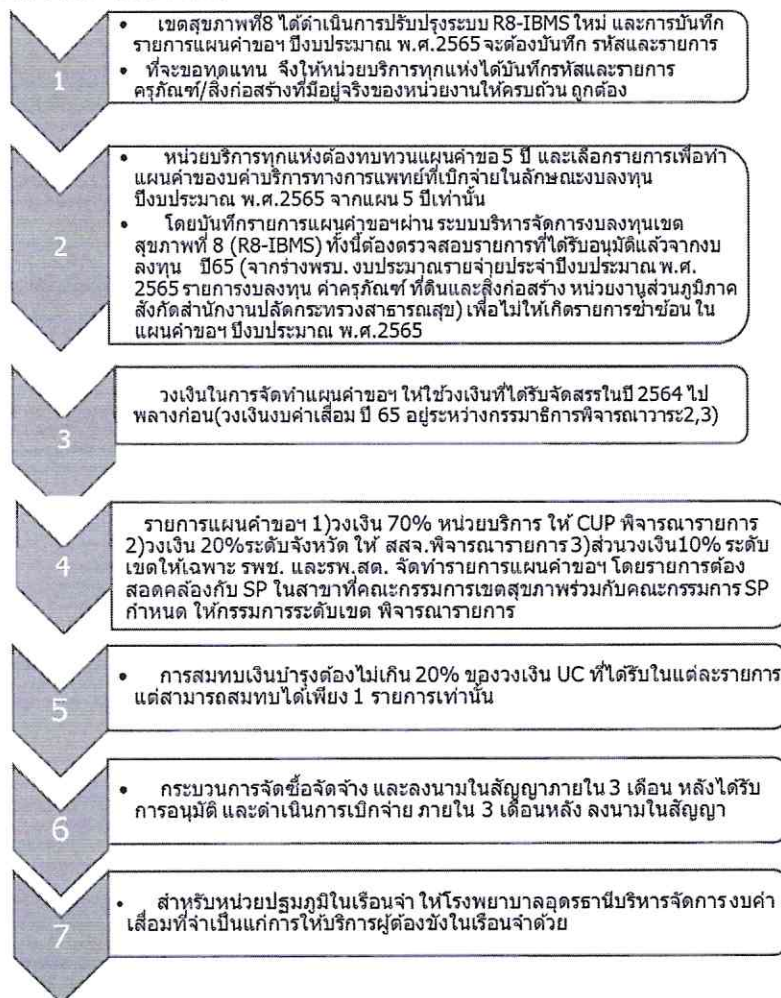 • เขตสุขภาพที่8 ได้ดำเนินการปรับปรุงระบบ R8-IBMS ใหม่ และการบันทึก
รายการแผนคำขอฯ ปีงบประมาณ พ.ศ.2565 จะต้องบันทึก รหัสและรายการ
• ที่จะขอทดแทน จึงให้หน่วยบริการทุกแห่งได้บันทึกรหัสและรายการ
ครุภัณฑ์/สิ่งก่อสร้างที่มีอยู่จริงของหน่วยงานให้ครบถ้วน ถูกต้อง
1
• หน่วยบริการทุกแห่งต้องทบทวนแผนคำขอ 5 ปี และเลือกรายการเพื่อทำ
แผนคำของบค่าบริการทางการแพทย์ที่เบิกจ่ายในลักษณะงบลงทุน
ปีงบประมาณ พ.ศ.2565 จากแผน 5 ปีเท่านั้น
• โดยบันทึกรายการแผนคำขอฯผ่าน ระบบบริหารจัดการงบลงทุนเขต
สุขภาพที่ 8 (R8-IBMS) ทั้งนี้ต้องตรวจสอบรายการที่ได้รับอนุมัติแล้วจากงบ
ลงทุน ปี65 (จากร่างพรบ. งบประมาณรายจ่ายประจำปีงบประมาณ พ.ศ.
2565 รายการงบลงทุน ค่าครุภัณฑ์ ที่ดินและสิ่งก่อสร้าง หน่วยงานส่วนภูมิภาค
สังกัดสำนักงานปลัดกระทรวงสาธารณสุข) เพื่อไม่ให้เกิดรายการซ้ำซ้อน ใน
แผนคำขอฯ ปีงบประมาณ พ.ศ.2565
2
วงเงินในการจัดทำแผนคำขอฯ ให้ใช้วงเงินที่ได้รับจัดสรรในปี 2564 ไป
พลางก่อน(วงเงินงบค่าเสื่อม ปี 65 อยู่ระหว่างกรรมาธิการพิจารณาวาระ2,3)
3
รายการแผนคำขอฯ 1)วงเงิน 70% หน่วยบริการ ให้ CUP พิจารณารายการ
2)วงเงิน 20%ระดับจังหวัด ให้ สสจ.พิจารณารายการ 3)ส่วนวงเงิน10% ระดับ
เขตให้เฉพาะ รพช. และรพ.สต. จัดทำรายการแผนคำขอฯ โดยรายการต้อง
สอดคล้องกับ SP ในสาขาที่คณะกรรมการเขตสุขภาพร่วมกับคณะกรรมการ SP
กำหนด ให้กรรมการระดับเขต พิจารณารายการ
4
• การสมทบเงินบำรุงต้องไม่เกิน 20% ของวงเงิน UC ที่ได้รับในแต่ละรายการ
แต่สามารถสมทบได้เพียง 1 รายการเท่านั้น
5
• กระบวนการจัดซื้อจัดจ้าง และลงนามในสัญญาภายใน 3 เดือน หลังได้รับ
การอนุมัติ และดำเนินการเบิกจ่าย ภายใน 3 เดือนหลัง ลงนามในสัญญา
6
• สำหรับหน่วยปฐมภูมิในเรือนจำ ให้โรงพยาบาลอุดรธานีบริหารจัดการ งบค่า
เสื่อมที่จำเป็นแก่การให้บริการผู้ต้องขังในเรือนจำด้วย
7